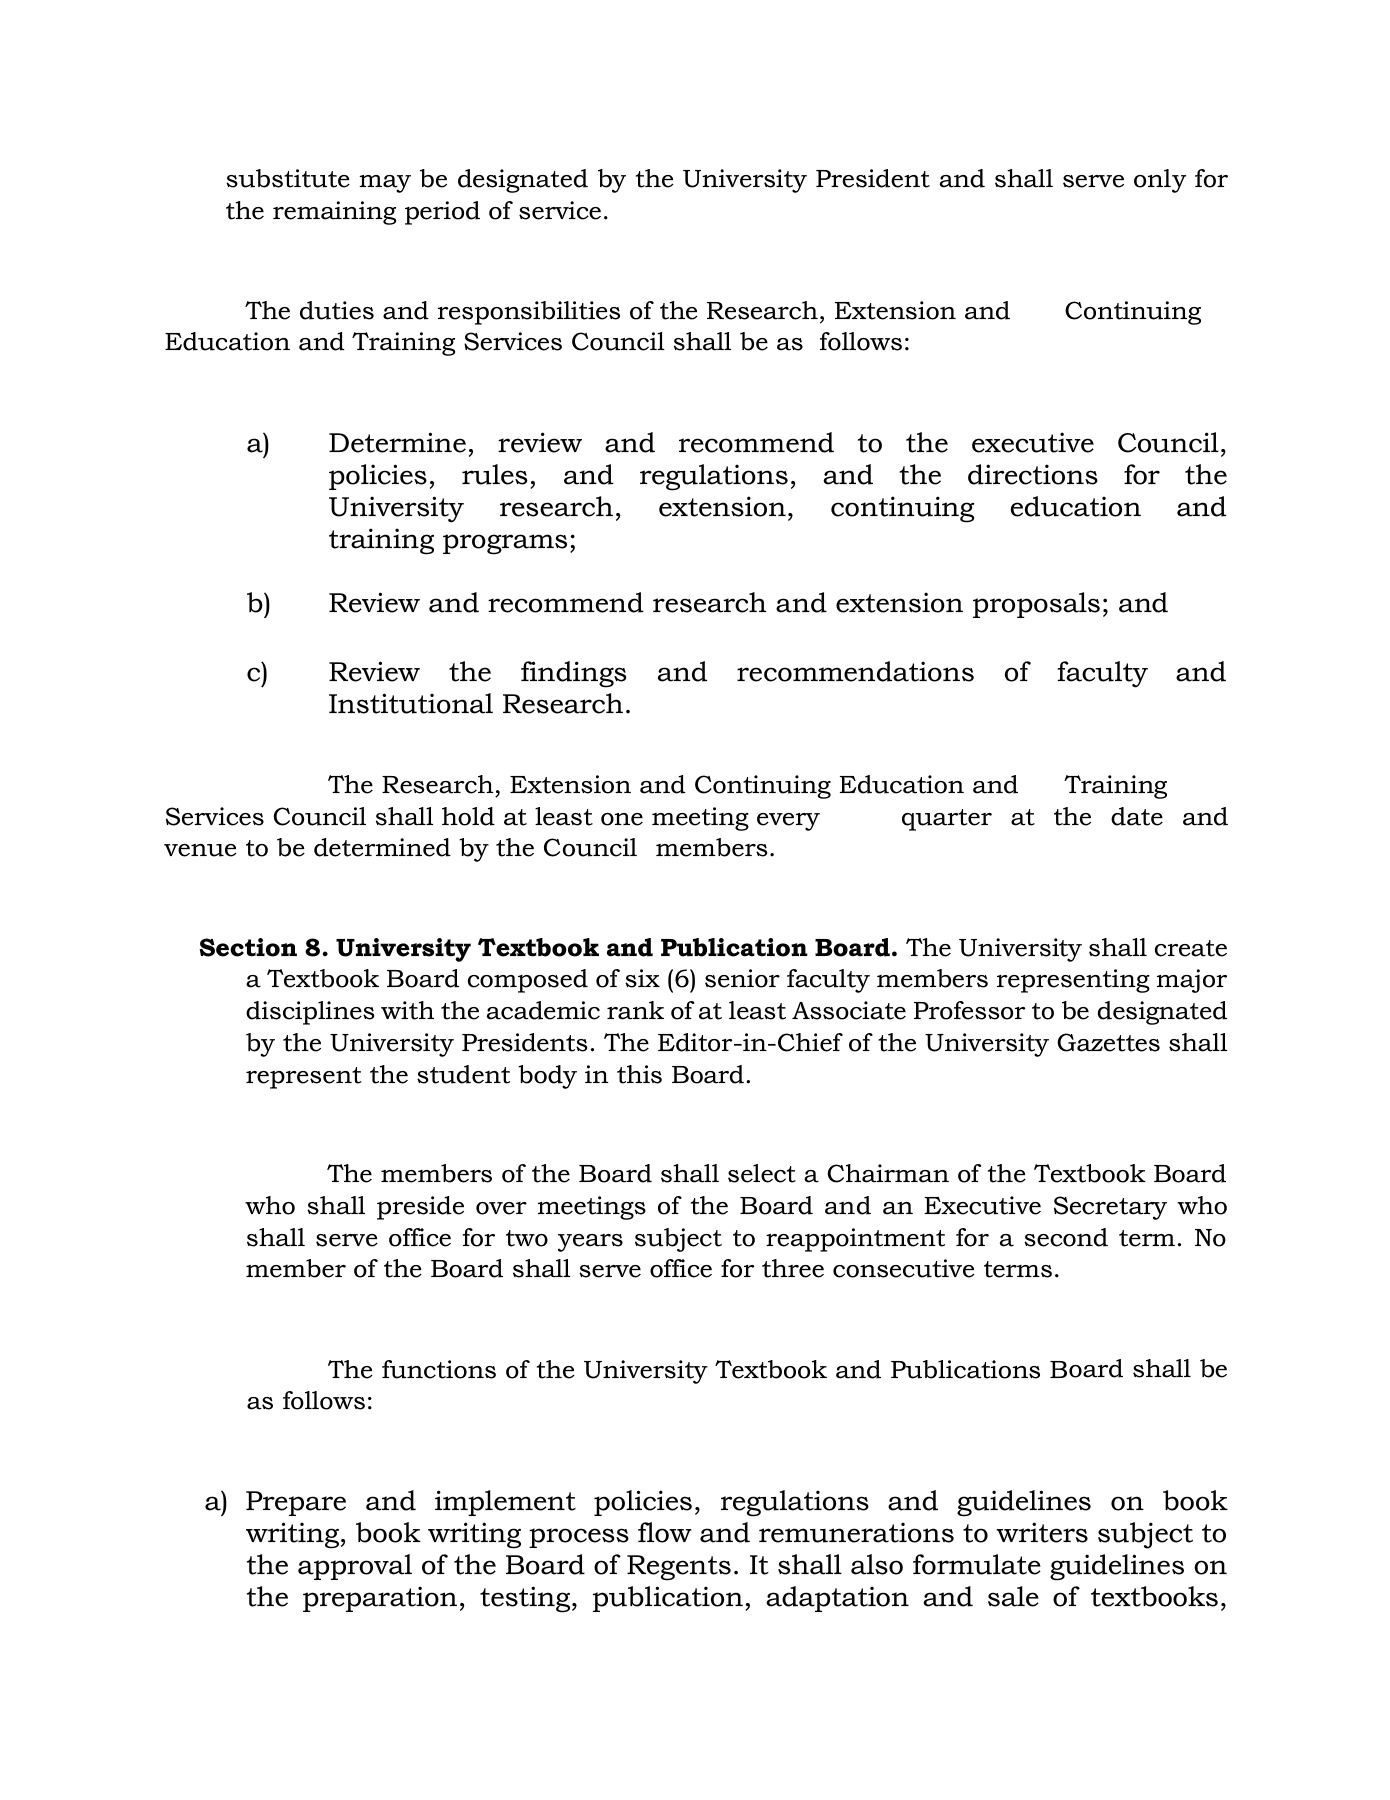 substitute may be designated by the University President and shall serve only for
the remaining period of service.
The duties and responsibilities of the Research, Extension and Continuing
Education and Training Services Council shall be as follows:
a) Determine, review and recommend to the executive Council,
policies, rules, and regulations, and the directions for the
University research, extension, continuing education and
training programs;
b) Review and recommend research and extension proposals; and
c) Review the findings and recommendations of faculty and
Institutional Research.
The Research, Extension and Continuing Education and Training
Services Council shall hold at least one meeting every quarter at the date and
venue to be determined by the Council members.
Section 8. University Textbook and Publication Board. The University shall create
a Textbook Board composed of six (6) senior faculty members representing major
disciplines with the academic rank of at least Associate Professor to be designated
by the University Presidents. The Editor-in-Chief of the University Gazettes shall
represent the student body in this Board.
The members of the Board shall select a Chairman of the Textbook Board
who shall preside over meetings of the Board and an Executive Secretary who
shall serve office for two years subject to reappointment for a second term. No
member of the Board shall serve office for three consecutive terms.
The functions of the University Textbook and Publications Board shall be
as follows:
a) Prepare and implement policies, regulations and guidelines on book
writing, book writing process flow and remunerations to writers subject to
the approval of the Board of Regents. It shall also formulate guidelines on
the preparation, testing, publication, adaptation and sale of textbooks,